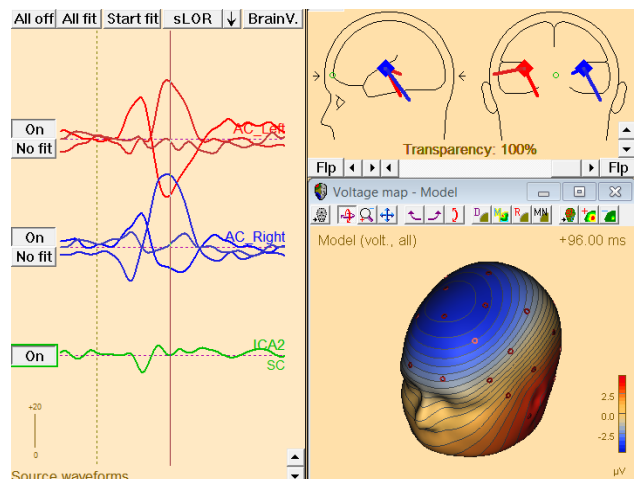 All off All fit Start fit sLOR BrainV.
On
No fit
AC_Left
On
No fit
AC_Right
On
ICA2
SC
+20
0
Source waveforms
Transparency: 100%
Flp Flp
Voltage map - Model
D M R MN
Model (volt., all) +96.00 ms
2.5
0.0
-2.5
µV